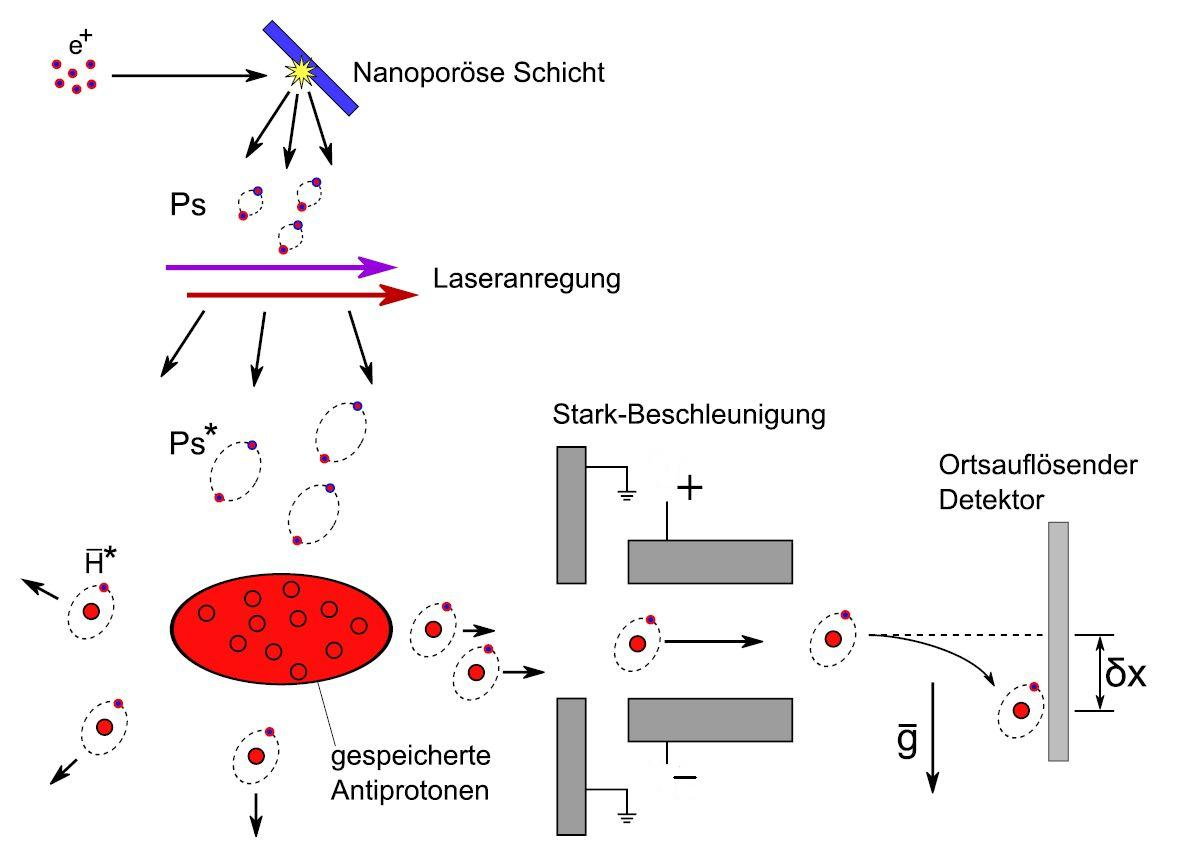 e+
Nanoporöse Schicht
Ps
Laseranregung
Ps*
Stark-Beschleunigung
+
Ortsauflösender
Detektor
H̅*
δx
g̅
gespeicherte
Antiprotonen
−